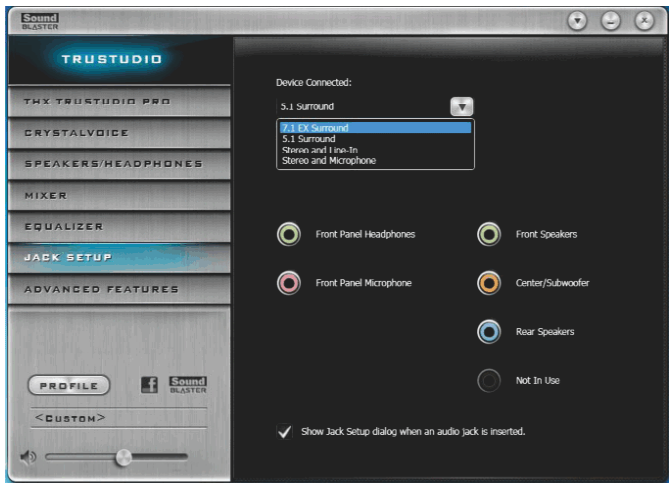 Sound
BLASTER
TRUSTUDIO
THX TRUSTUDIO PRO
CRYSTALVOICE
SPEAKERS/HEADPHONES
MIXER
EQUALIZER
JACK SETUP
ADVANCED FEATURES
PROFILE
f
Sound
BLASTER
<CUSTOM>
Device Connected:
5.1 Surround
7.1 EX Surround
5.1 Surround
Stereo and Line-In
Stereo and Microphone
Front Panel Headphones
Front Speakers
Front Panel Microphone
Center/Subwoofer
Rear Speakers
Not In Use
Show Jack Setup dialog when an audio jack is inserted.